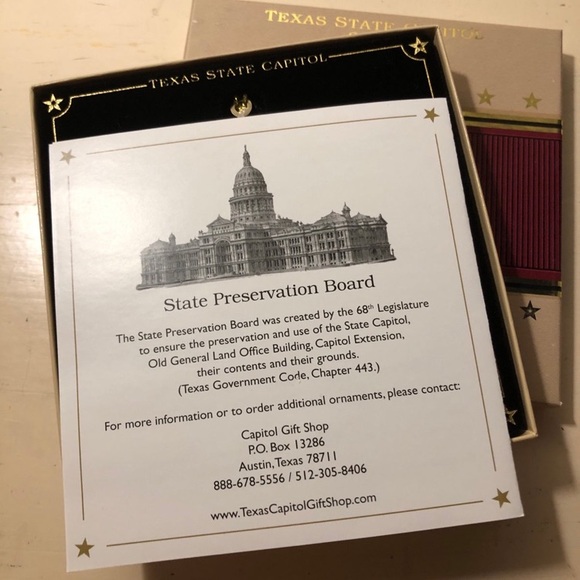 TEXAS STATE CAPITOL
TEXAS STATE CAPITOL
State Preservation Board
The State Preservation Board was created by the 68th Legislature
to ensure the preservation and use of the State Capitol,
Old General Land Office Building, Capitol Extension,
their contents and their grounds.
(Texas Government Code, Chapter 443.)
For more information or to order additional ornaments, please contact:
Capitol Gift Shop
P.O. Box 13286
Austin, Texas 78711
888-678-5556 / 512-305-8406
www.TexasCapitolGiftShop.com